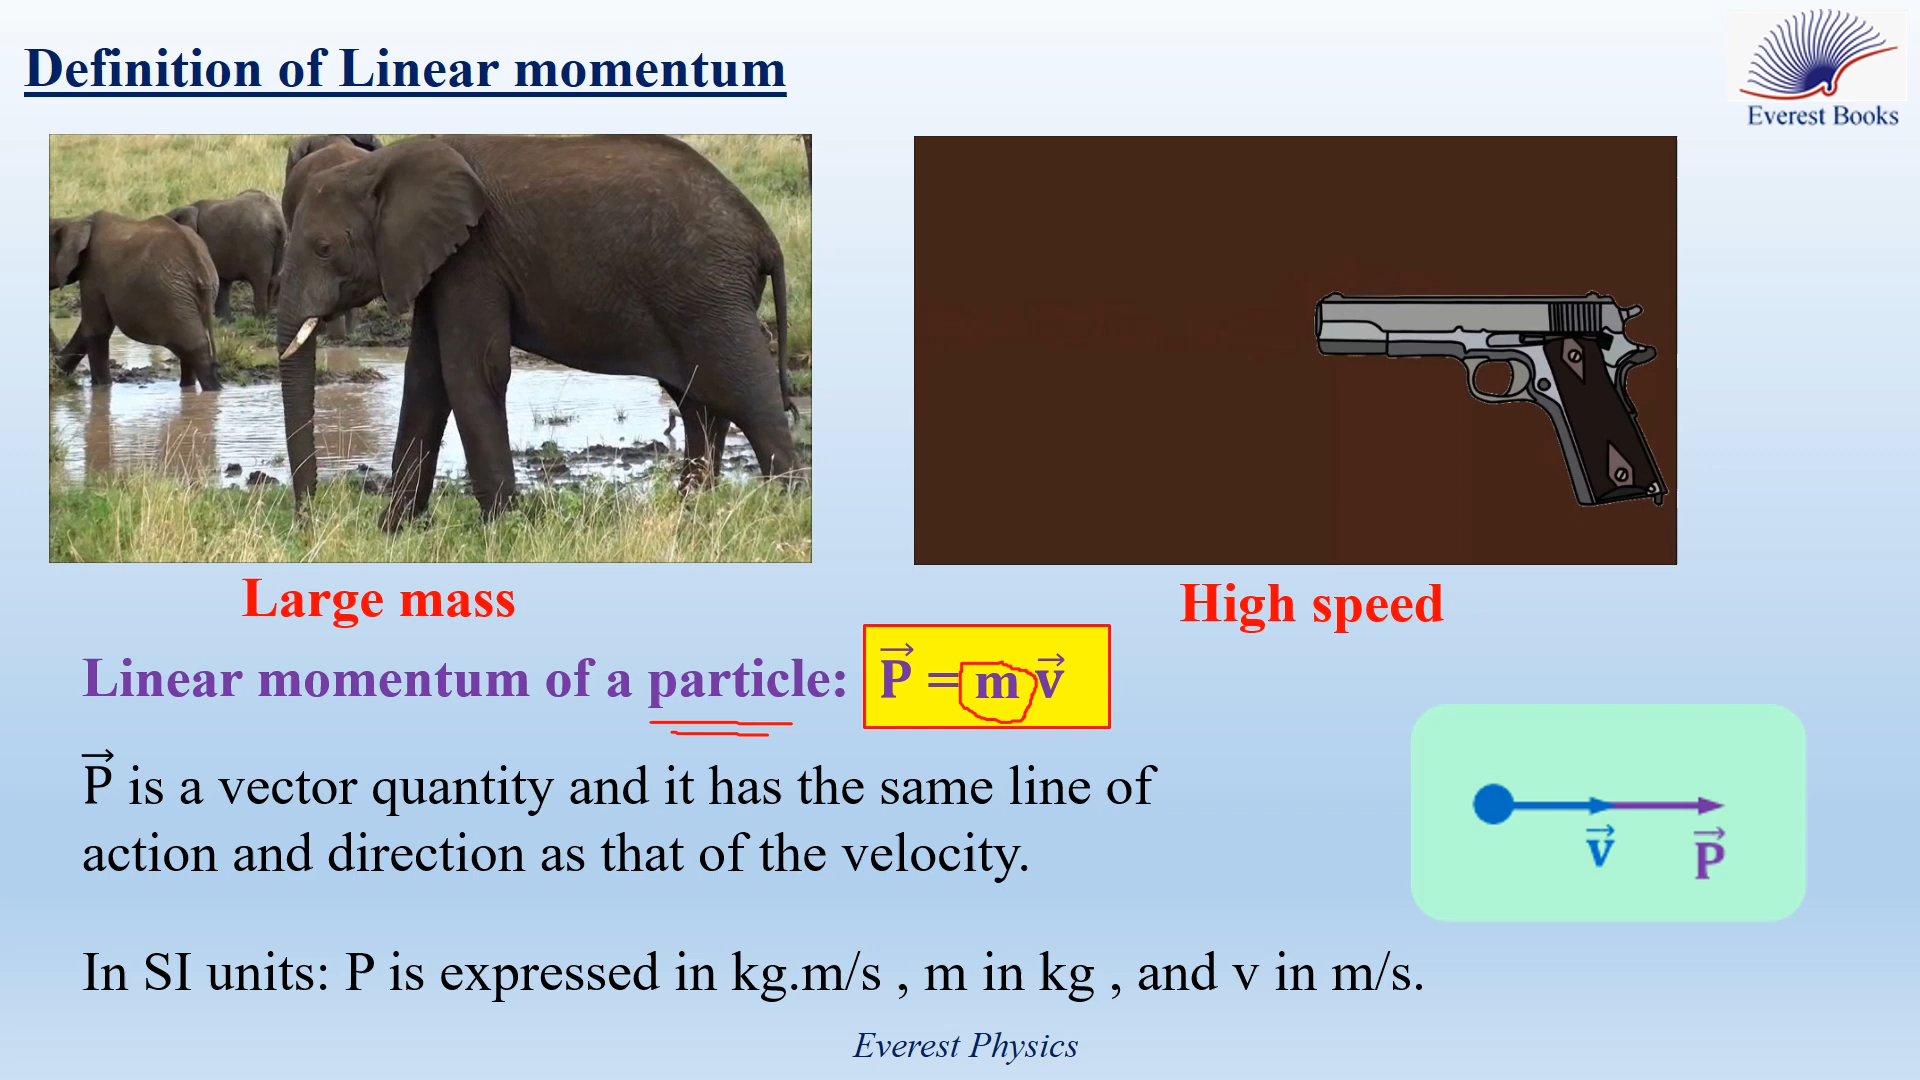 Definition of Linear momentum
Everest Books
Large mass
High speed
Linear momentum of a particle: P⃗ = m v⃗
P⃗ is a vector quantity and it has the same line of
action and direction as that of the velocity.
v⃗
P⃗
In SI units: P is expressed in kg.m/s , m in kg , and v in m/s.
Everest Physics